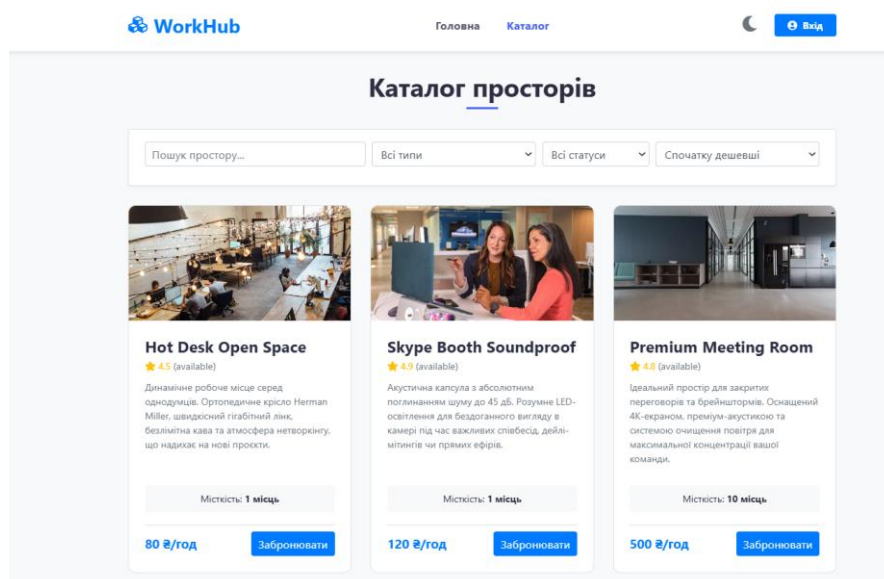 WorkHub
Головна Каталог
Вхід
Каталог просторів
Пошук простору... Всі типи Всі статуси Спочатку дешевші
Hot Desk Open Space
4.5 (available)
Динамічне робоче місце серед
однодумців. Ортопедичне крісло Herman
Miller, швидкісний гігабітний лінк,
безлімітна кава та атмосфера нетворкінгу,
що надихає на нові проєкти.
Місткість: 1 місць
80 ₴/год Забронювати
Skype Booth Soundproof
4.9 (available)
Акустична капсула з абсолютним
поглинанням шуму до 45 дБ. Розумне LED-
освітлення для бездоганного вигляду в
камері під час важливих співбесід, дейлі-
мітингів чи прямих ефірів.
Місткість: 1 місць
120 ₴/год Забронювати
Premium Meeting Room
4.8 (available)
Ідеальний простір для закритих
переговорів та брейнштормів. Оснащений
4K-екраном, преміум-акустикою та
системою очищення повітря для
максимальної концентрації вашої
команди.
Місткість: 10 місць
500 ₴/год Забронювати